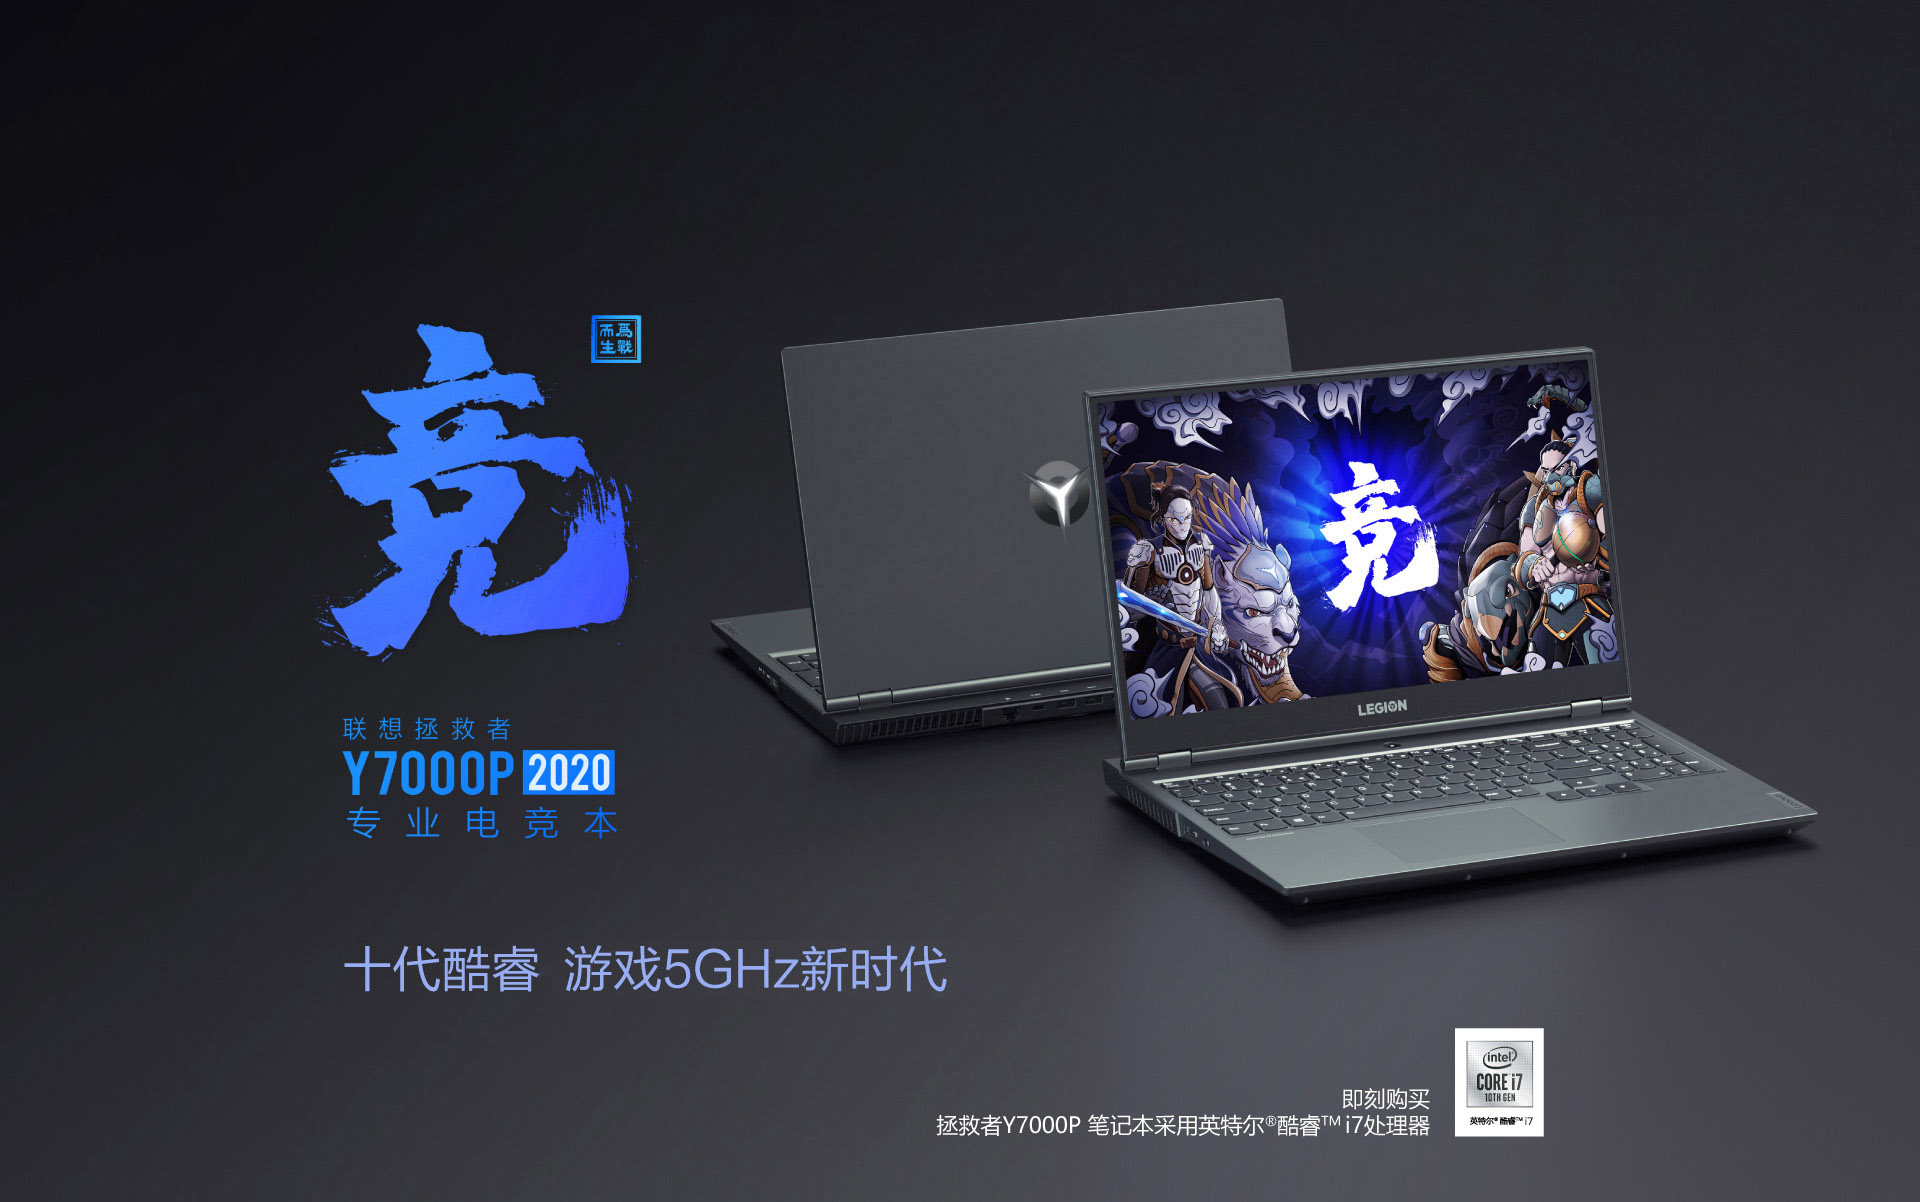 竞
为戰
而生
联想拯救者
Y7000P 2020
专业电竞本
十代酷睿 游戏5GHz新时代
竞
LEGION
即刻购买
拯救者Y7000P 笔记本采用英特尔®酷睿™ i7处理器
intel
CORE i7
10TH GEN
英特尔® 酷睿™ i7